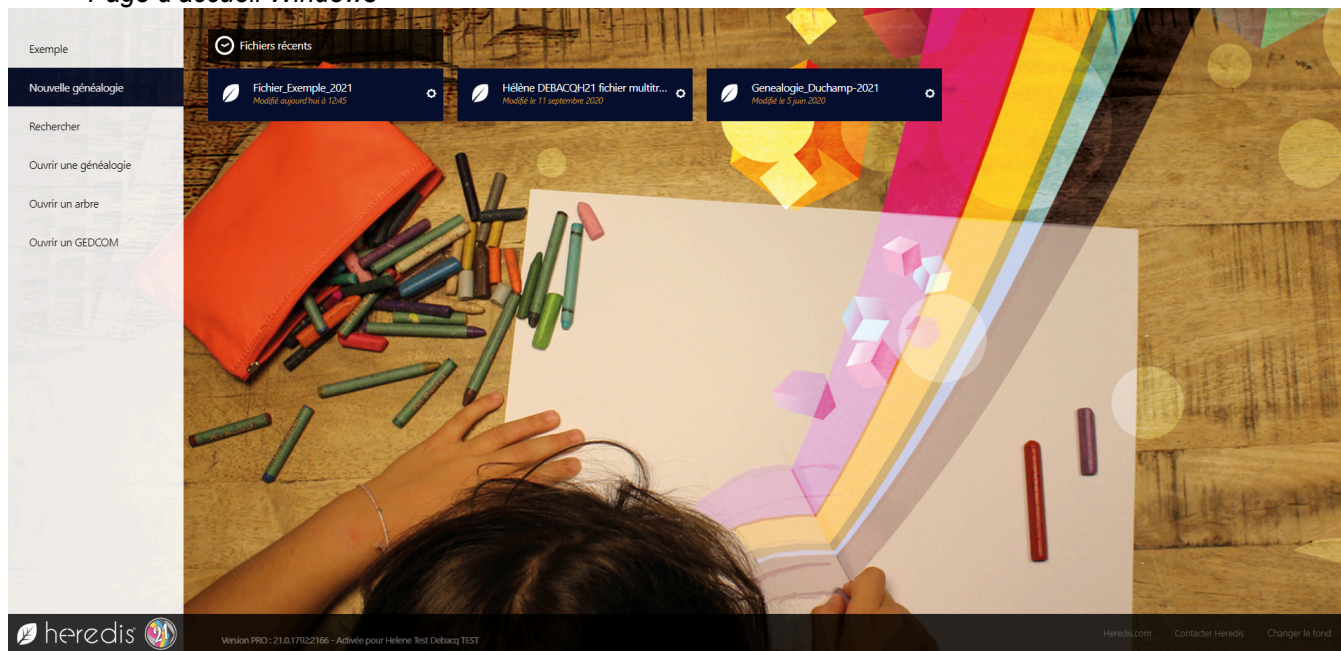 Page d'accueil Windows
Exemple
Nouvelle généalogie
Rechercher
Ouvrir une généalogie
Ouvrir un arbre
Ouvrir un GEDCOM
Fichiers récents
Fichier_Exemple_2021
Modifié aujourd'hui à 12:45
Hélène DEBACQH21 fichier multitr...
Modifié le 11 septembre 2020
Genealogie_Duchamp-2021
Modifié le 5 juin 2020
heredis 21
Version PRO : 21.0.1792:2166 - Activée pour Helene Test Debacq TEST
Heredis.com Contacter Heredis Changer le fond